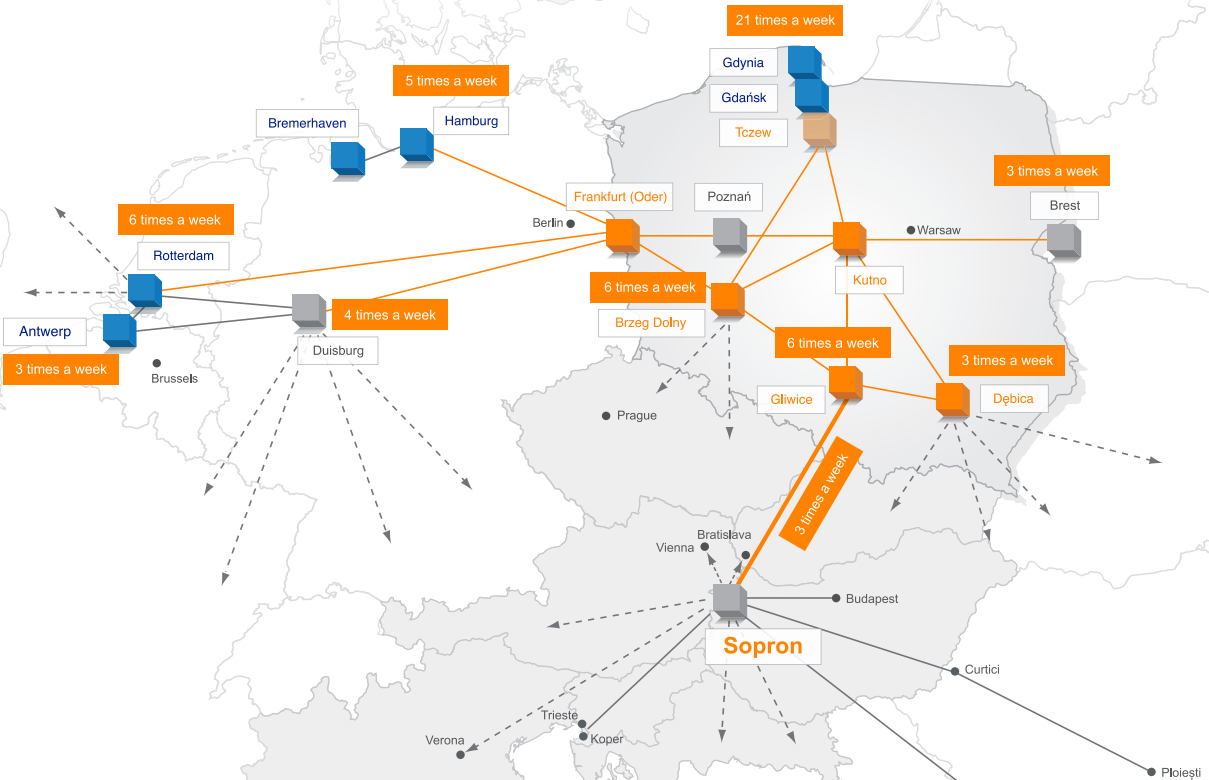 21 times a week
Gdynia
5 times a week
Gdańsk
Bremerhaven
Hamburg
Tczew
3 times a week
Frankfurt (Oder)
Poznań
Brest
6 times a week
Berlin
Warsaw
Rotterdam
Kutno
6 times a week
4 times a week
Brzeg Dolny
Antwerp
Duisburg
6 times a week
3 times a week
3 times a week
Brussels
Gliwice
Dębica
Prague
3 times a week
Bratislava
Vienna
Budapest
Sopron
Curtici
Trieste
Koper
Verona
Ploiești